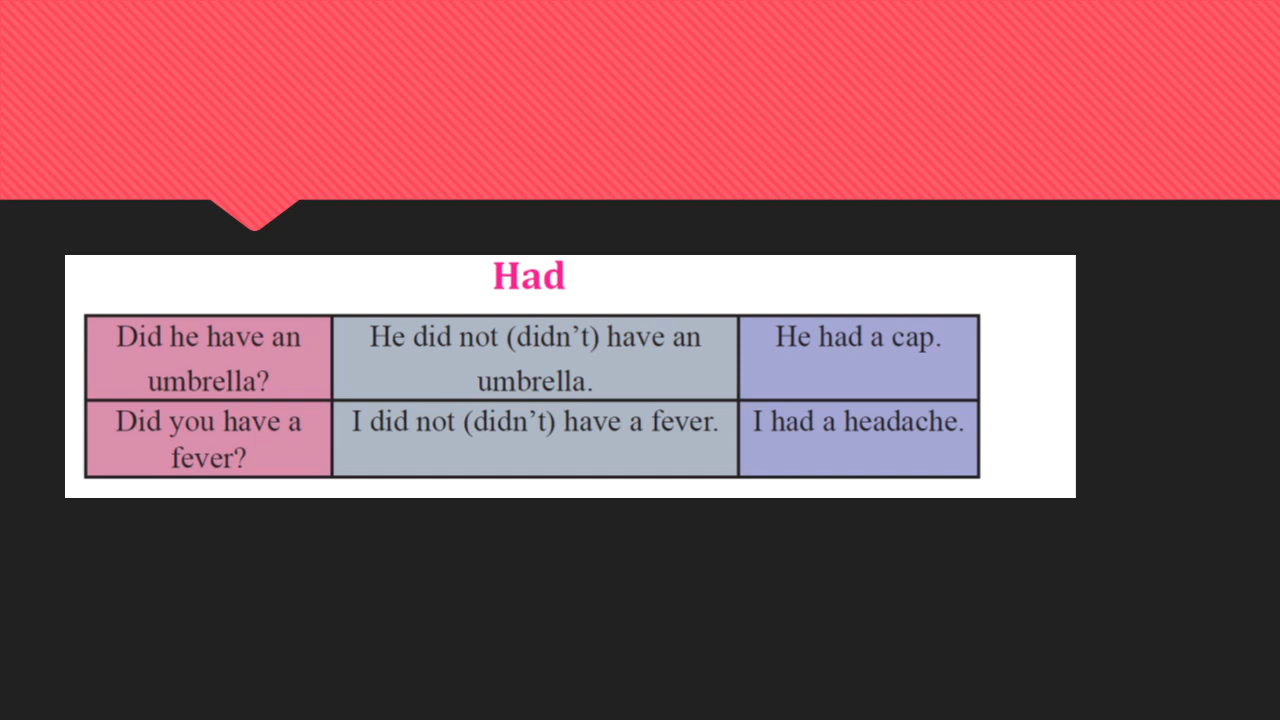 Had
Did he have an
umbrella?
He did not (didn’t) have an
umbrella.
He had a cap.
Did you have a
fever?
I did not (didn’t) have a fever.
I had a headache.